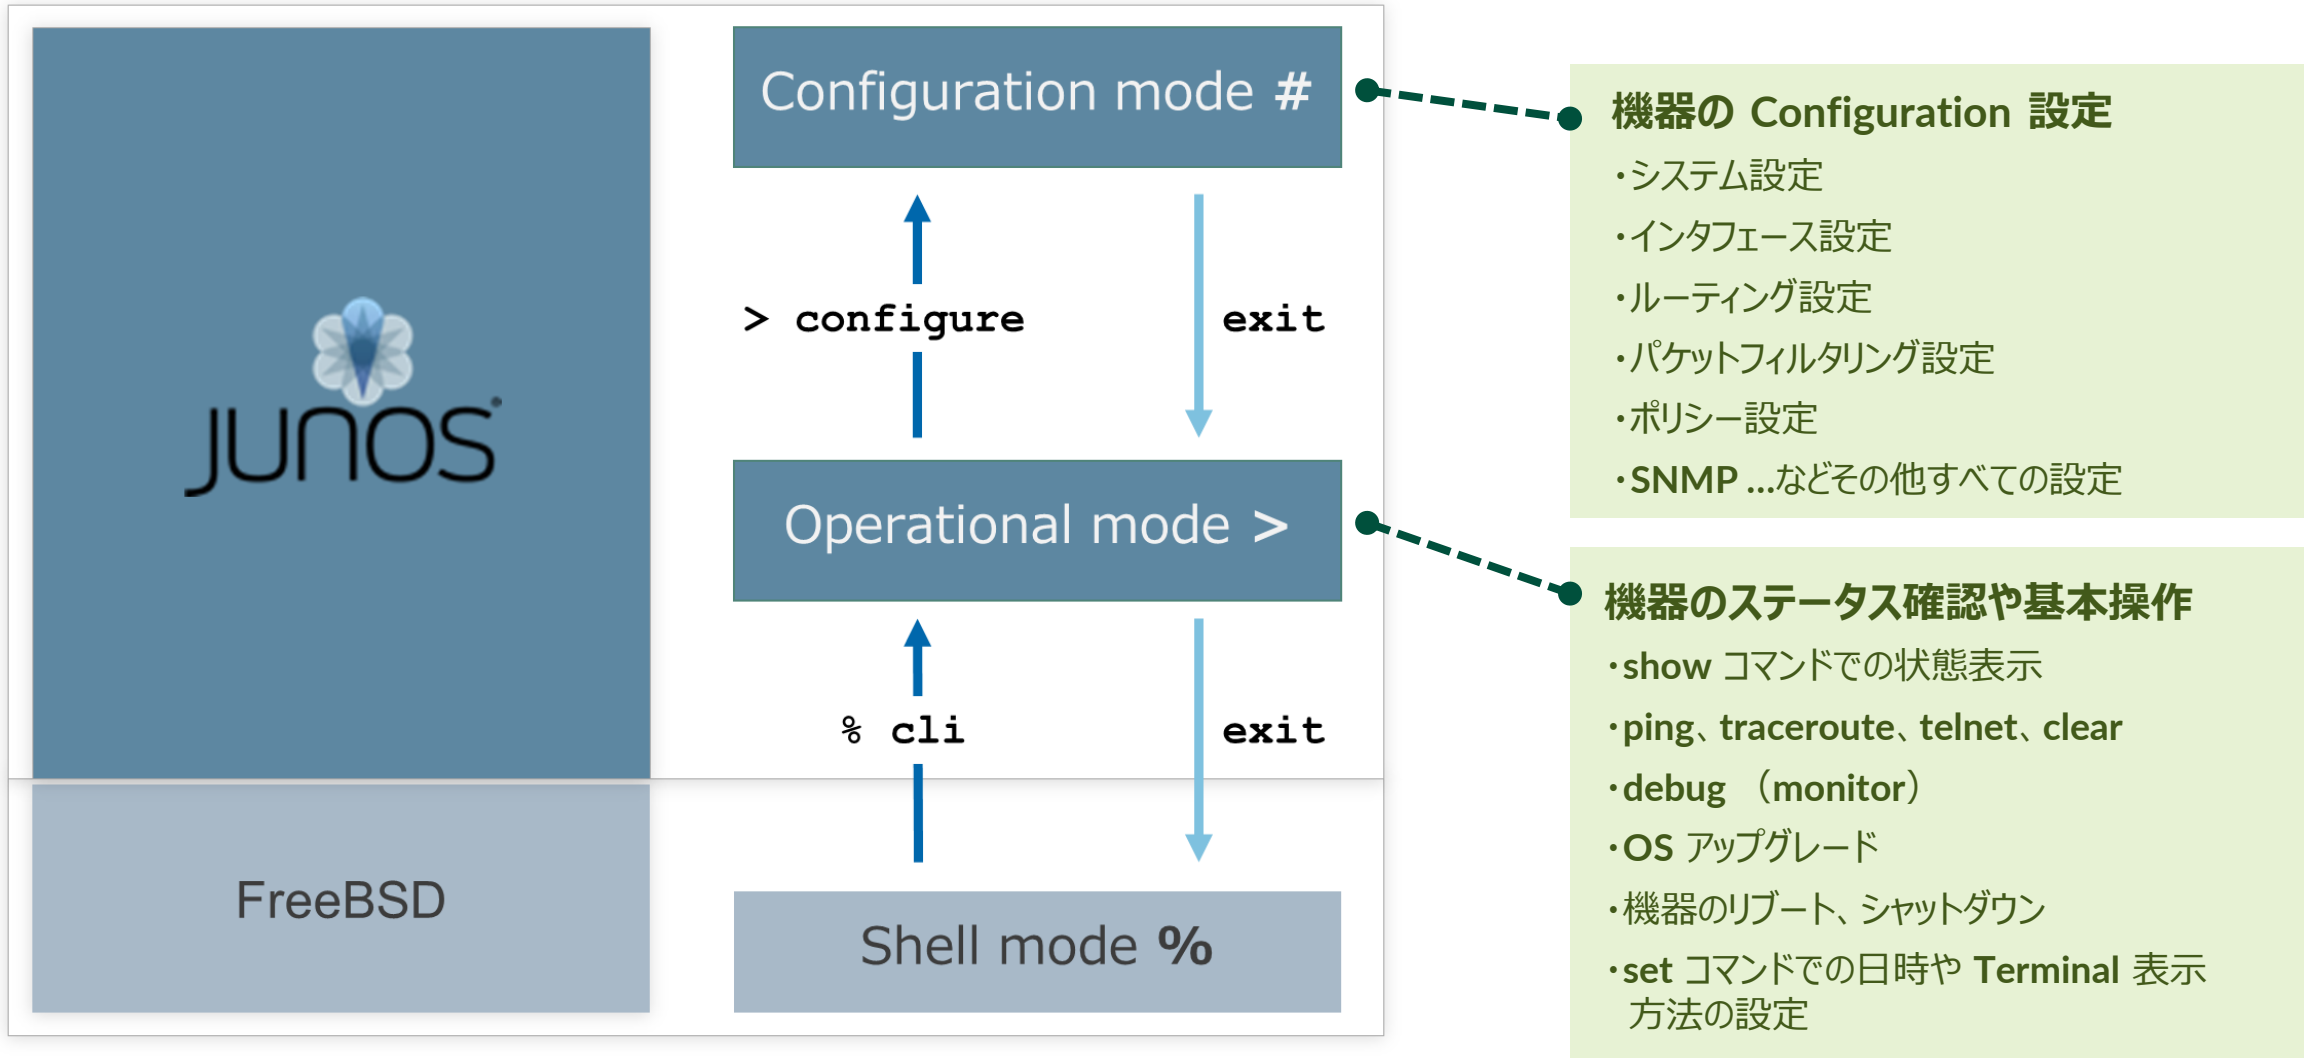 JUNOS
FreeBSD
Configuration mode #
> configure
exit
Operational mode >
% cli
exit
Shell mode %
機器の Configuration 設定
・システム設定
・インタフェース設定
・ルーティング設定
・パケットフィルタリング設定
・ポリシー設定
・SNMP …などその他すべての設定
機器のステータス確認や基本操作
・show コマンドでの状態表示
・ping、traceroute、telnet、clear
・debug （monitor）
・OS アップグレード
・機器のリブート、シャットダウン
・set コマンドでの日時や Terminal 表示
方法の設定